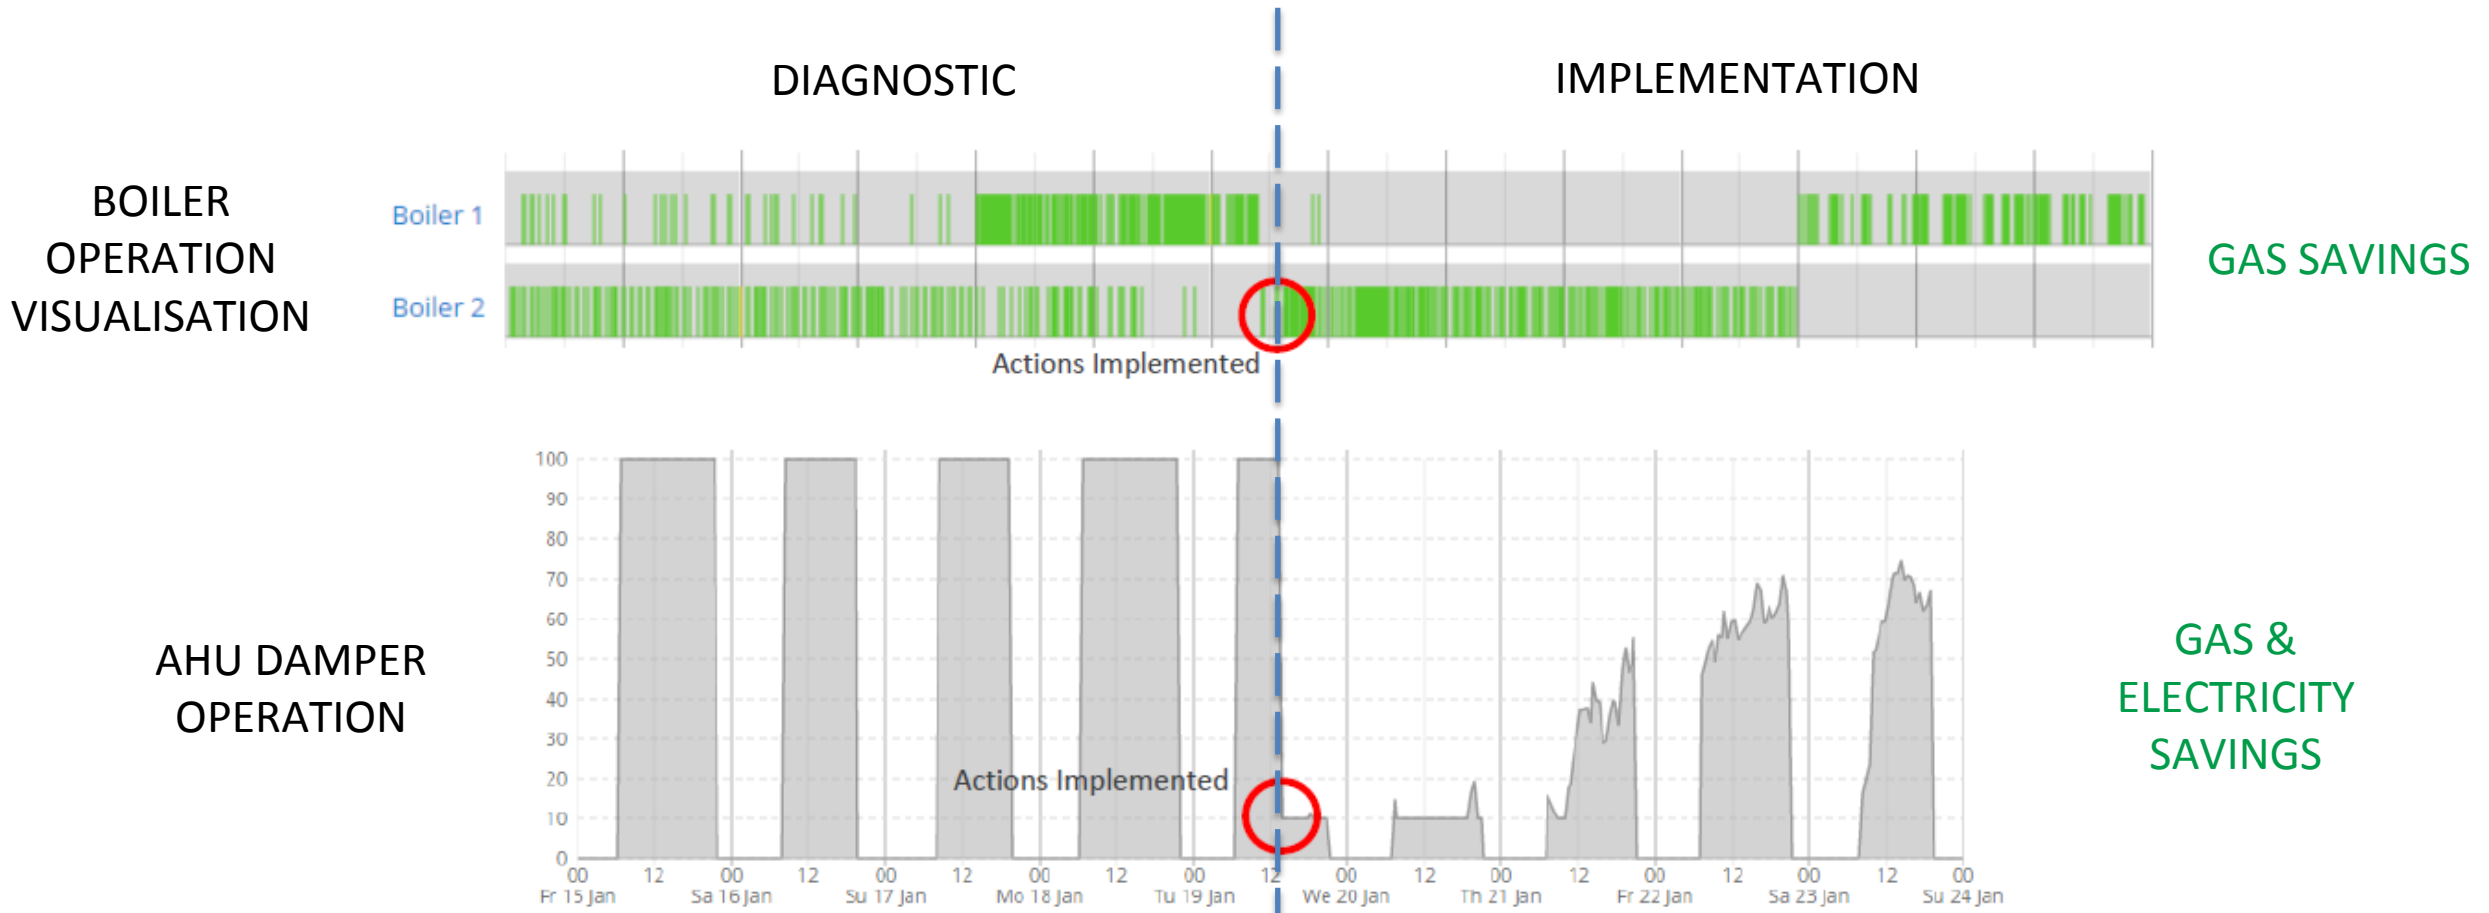 DIAGNOSTIC
IMPLEMENTATION
BOILER
OPERATION
VISUALISATION
Boiler 1
Boiler 2
GAS SAVINGS
Actions Implemented
AHU DAMPER
OPERATION
100
90
80
70
60
50
40
30
20
10
0
Actions Implemented
GAS &
ELECTRICITY
SAVINGS
00 12 00 12 00 12 00 12 00 12 00 12 00 12 00 12 00 12 00
Fr 15 Jan Sa 16 Jan Su 17 Jan Mo 18 Jan Tu 19 Jan We 20 Jan Th 21 Jan Fr 22 Jan Sa 23 Jan Su 24 Jan